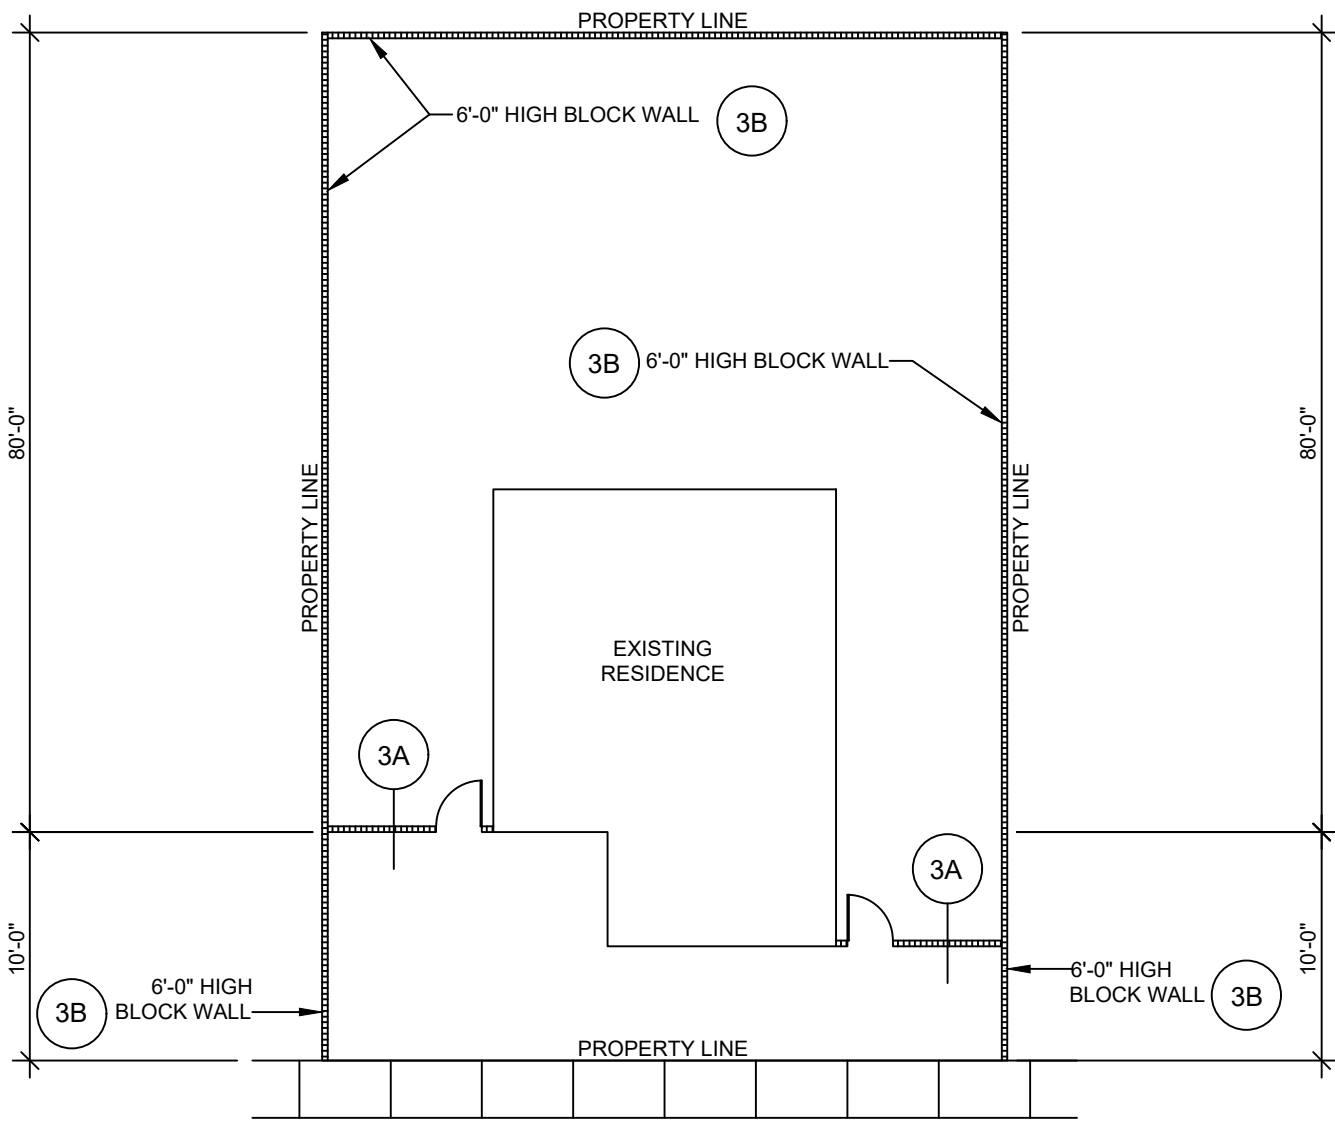 PROPERTY LINE
6'-0" HIGH BLOCK WALL
3B
3B
6'-0" HIGH BLOCK WALL
80'-0"
80'-0"
PROPERTY LINE
PROPERTY LINE
EXISTING
RESIDENCE
3A
3A
10'-0"
10'-0"
3B
6'-0" HIGH
BLOCK WALL
6'-0" HIGH
BLOCK WALL
3B
PROPERTY LINE